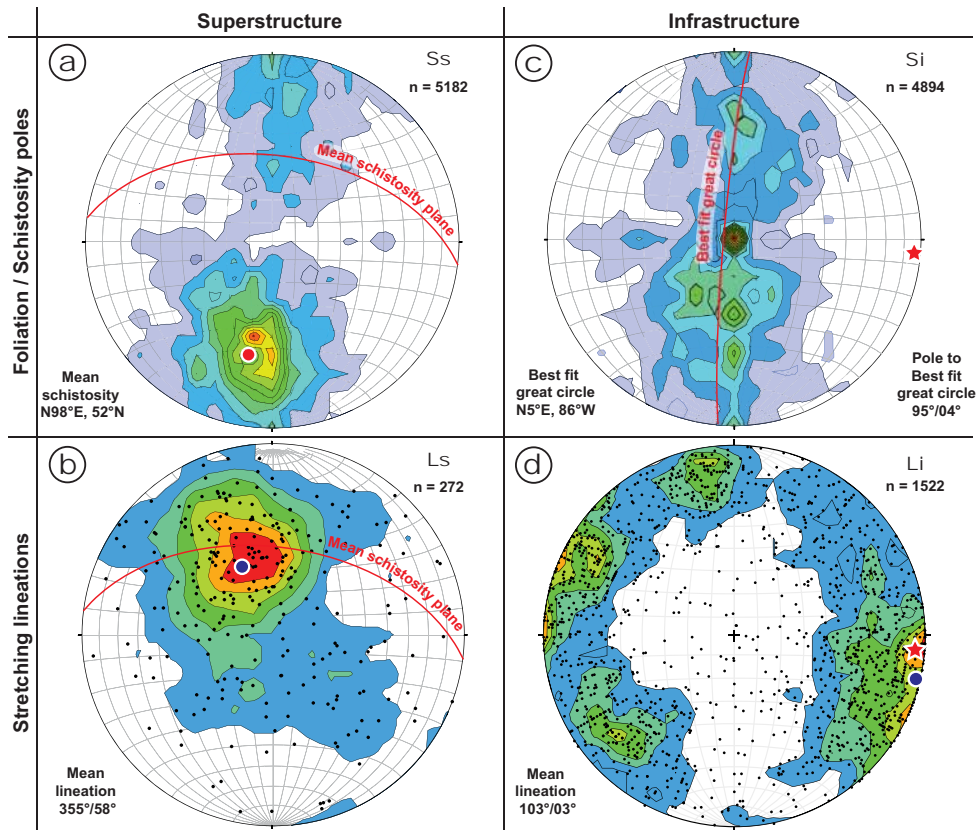 Superstructure
Infrastructure
Foliation / Schistosity poles
a
Ss
n = 5182
Mean schistosity plane
Mean
schistosity
N98°E, 52°N
c
Si
n = 4894
Best fit great circle
Best fit
great circle
N5°E, 86°W
Pole to
Best fit
great circle
95°/04°
Stretching lineations
b
Ls
n = 272
Mean schistosity plane
Mean
lineation
355°/58°
d
Li
n = 1522
Mean
lineation
103°/03°